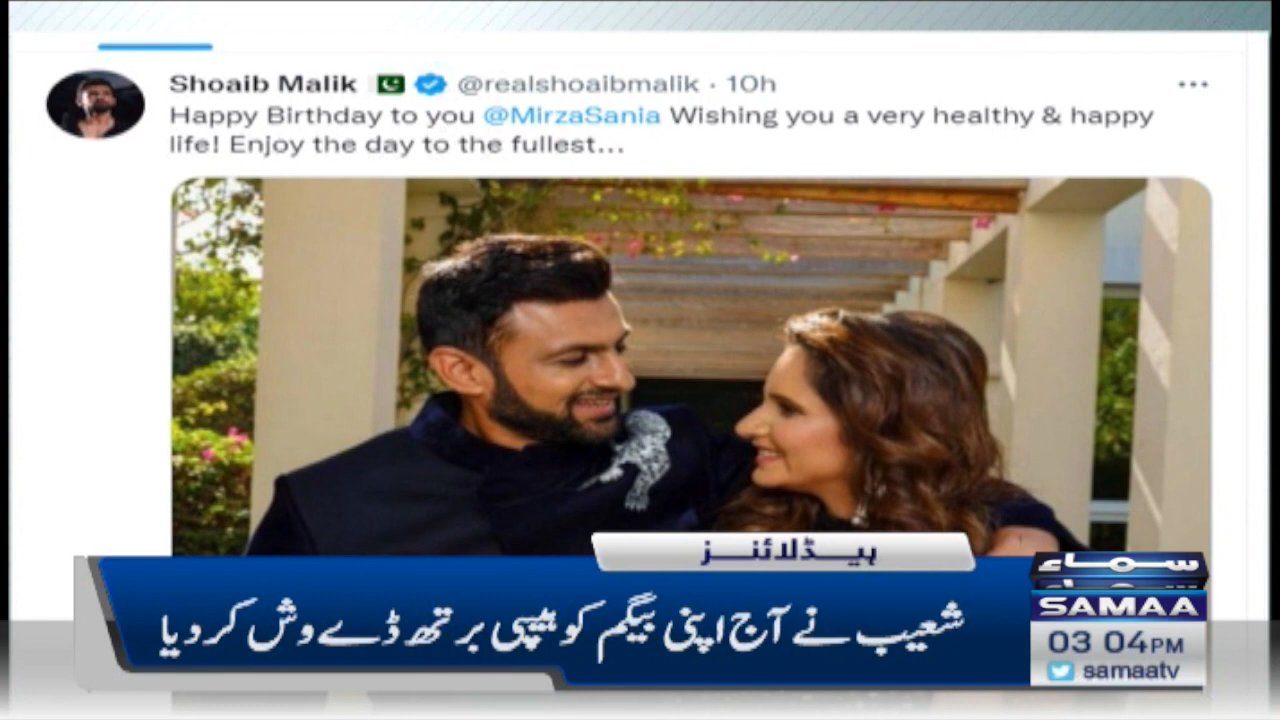 Shoaib Malik @realshoaibmalik · 10h
Happy Birthday to you @MirzaSania Wishing you a very healthy & happy
life! Enjoy the day to the fullest...
ہیڈلائنز
شعیب نے آج اپنی بیگم کو ہیپی برتھ ڈے وش کر دیا
سماء
SAMAA
03 04PM
samaatv